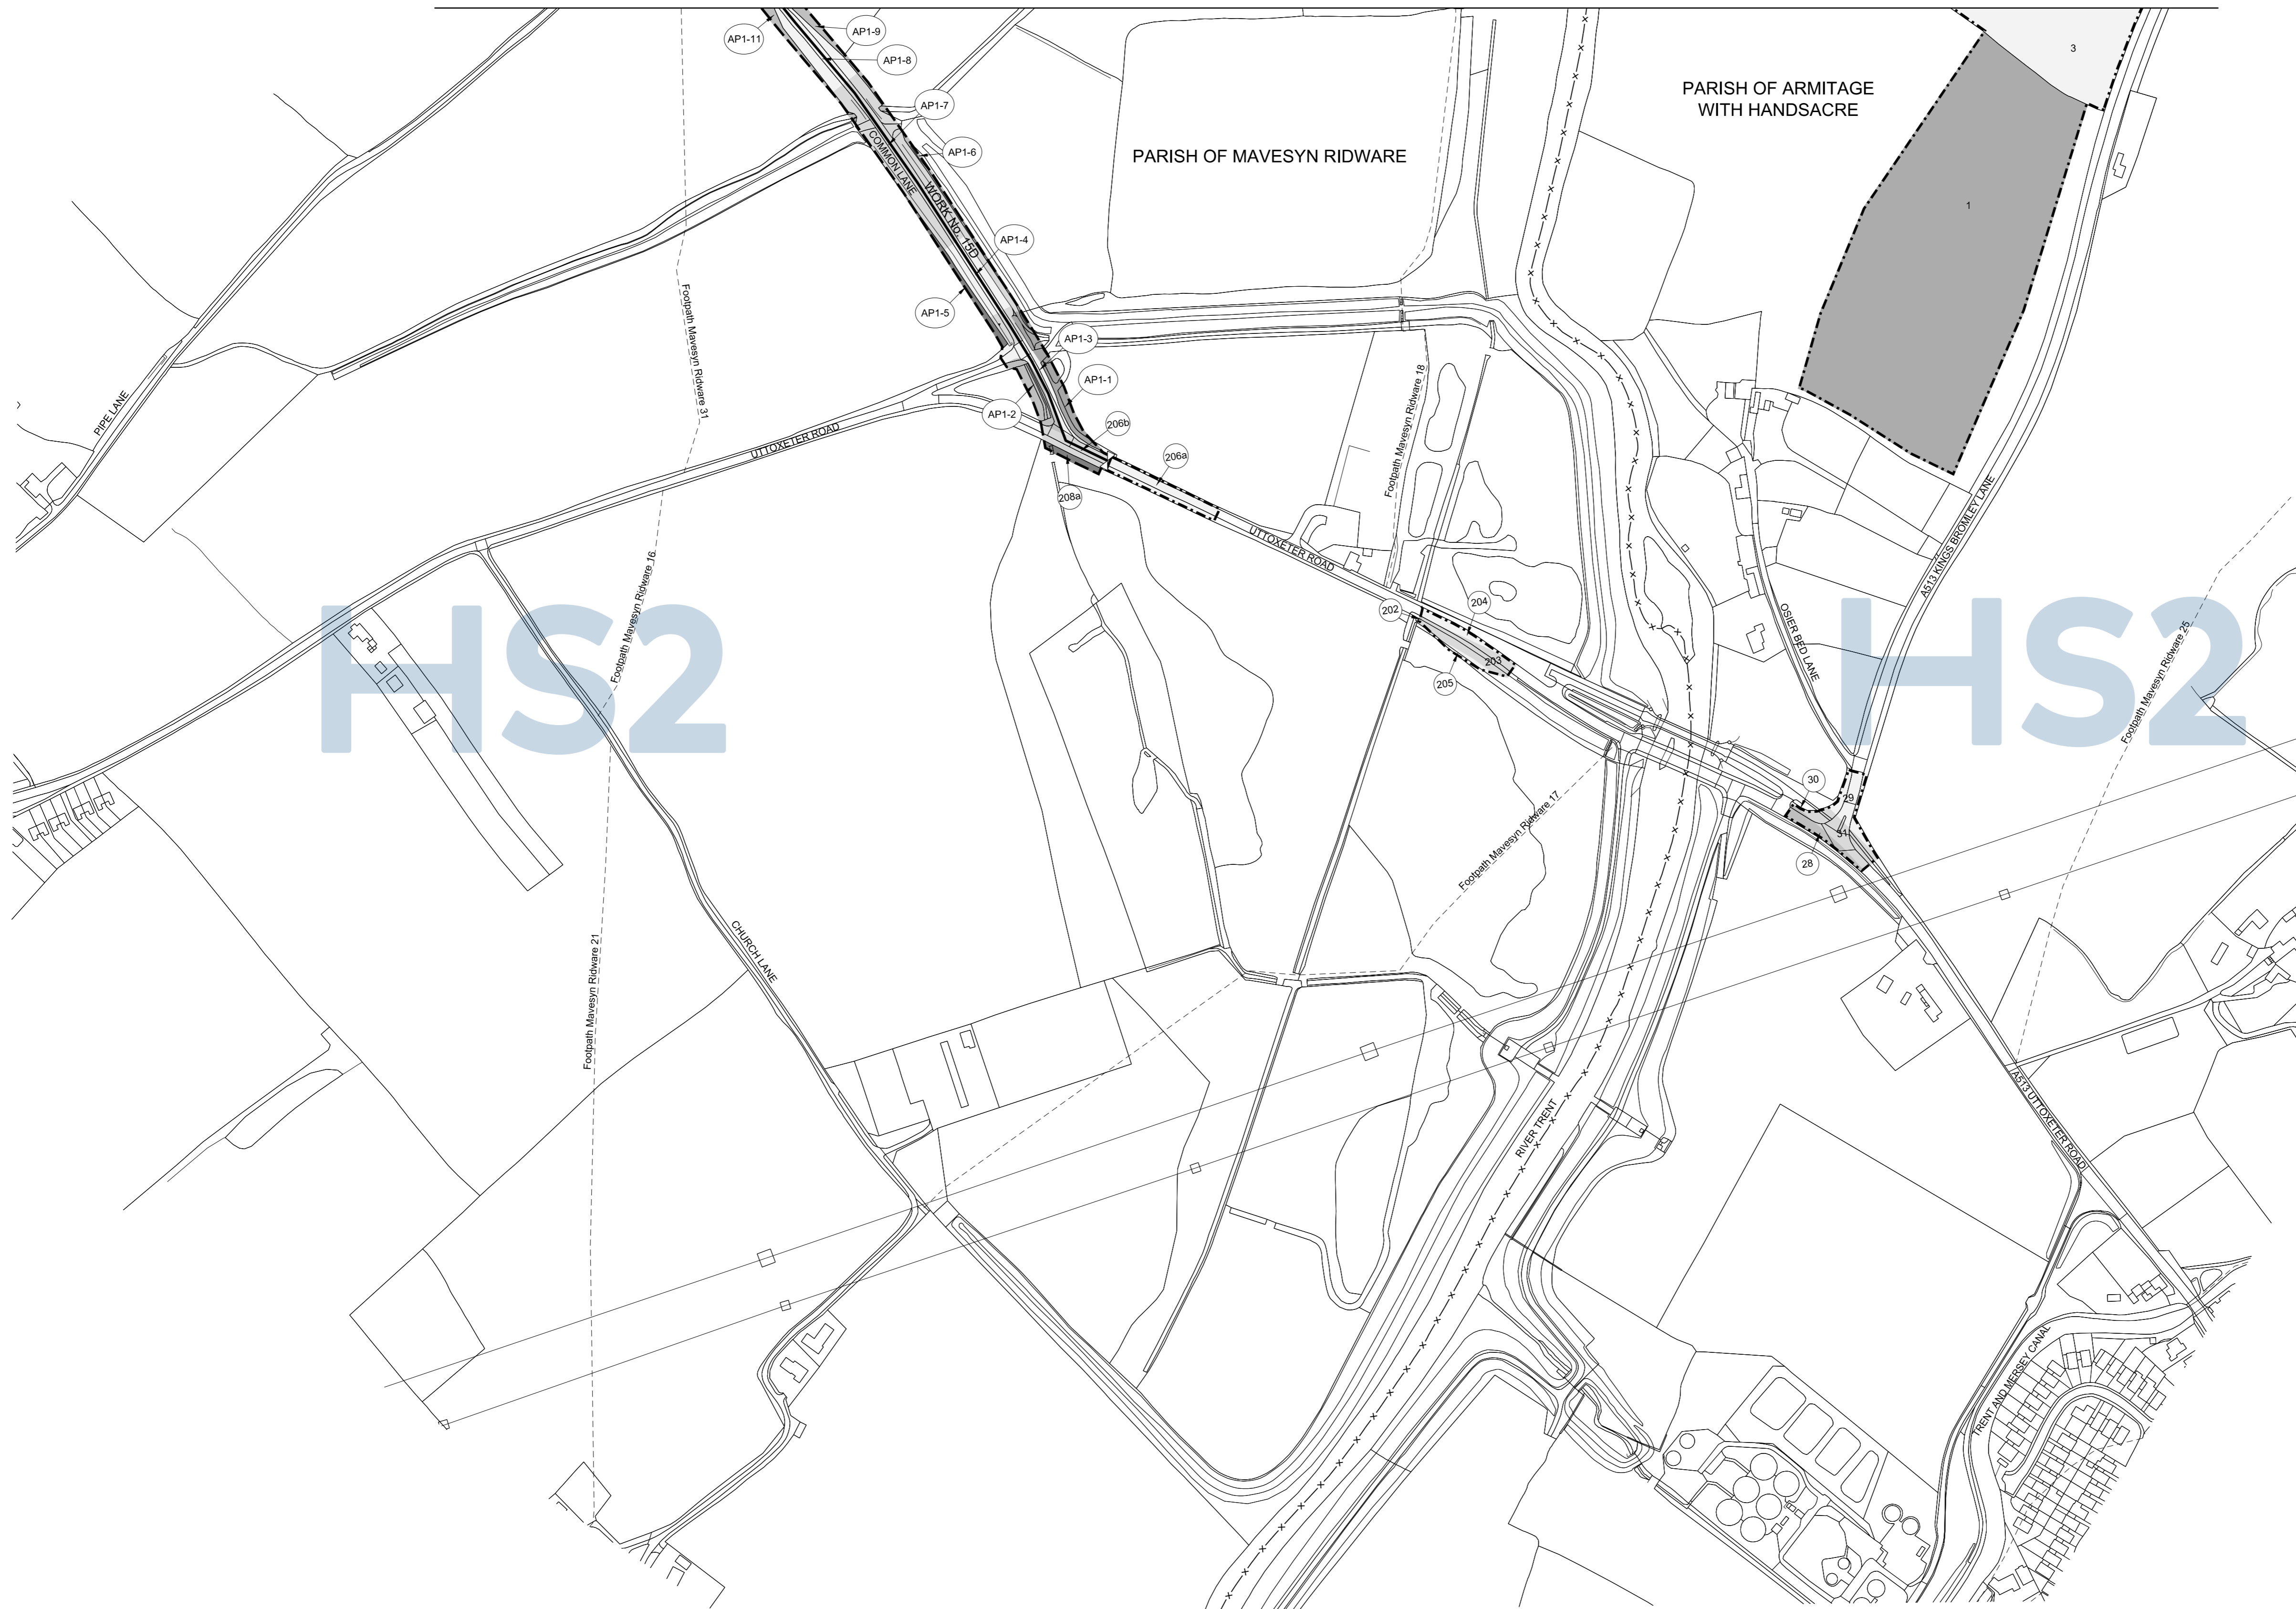 AP1-11
AP1-9
AP1-8
AP1-7
AP1-6
COMMON LANE
WORK No. 15D
AP1-4
AP1-5
AP1-3
AP1-1
AP1-2
206b
206a
208a
PARISH OF MAVESYN RIDWARE
PARISH OF ARMITAGE
WITH HANDSACRE
3
1
PIPE LANE
Footpath Mavesyn Ridware 31
UTTOXETER ROAD
Footpath Mavesyn Ridware 18
UTTOXETER ROAD
A513 KINGS BROMLEY LANE
Footpath Mavesyn Ridware 16
202
204
203
205
OSIER BED LANE
Footpath Mavesyn Ridware 25
HS2
HS2
30
29
31
28
Footpath Mavesyn Ridware 17
CHURCH LANE
Footpath Mavesyn Ridware 21
RIVER TRENT
A513 UTTOXETER ROAD
TRENT AND MERSEY CANAL